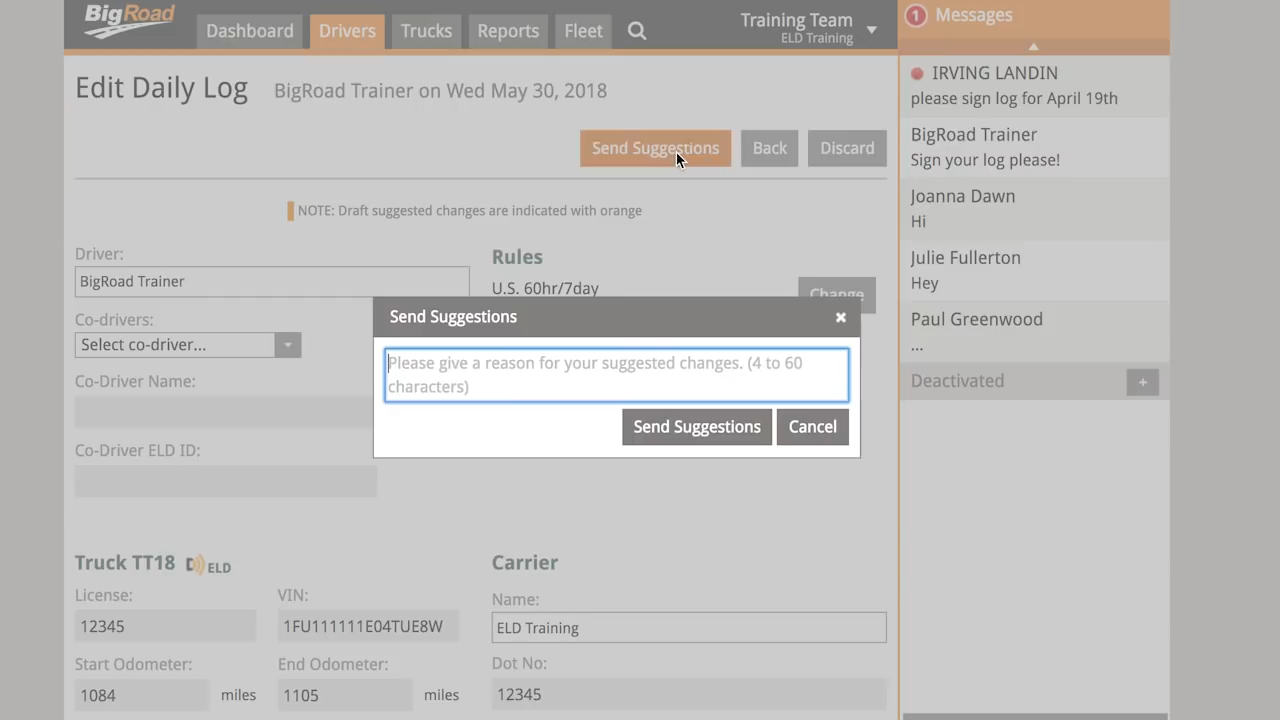 BigRoad
Dashboard
Drivers
Trucks
Reports
Fleet
Training Team
ELD Training
1 Messages
Edit Daily Log
BigRoad Trainer on Wed May 30, 2018
Send Suggestions
Back
Discard
NOTE: Draft suggested changes are indicated with orange
Driver:
BigRoad Trainer
Co-drivers:
Select co-driver...
Co-Driver Name:
Co-Driver ELD ID:
Rules
U.S. 60hr/7day
Change
Send Suggestions
Please give a reason for your suggested changes. (4 to 60
characters)
Send Suggestions
Cancel
Truck TT18 ELD
License:
12345
VIN:
1FU111111E04TUE8W
Start Odometer:
1084 miles
End Odometer:
1105 miles
Carrier
Name:
ELD Training
Dot No:
12345
IRVING LANDIN
please sign log for April 19th
BigRoad Trainer
Sign your log please!
Joanna Dawn
Hi
Julie Fullerton
Hey
Paul Greenwood
...
Deactivated +